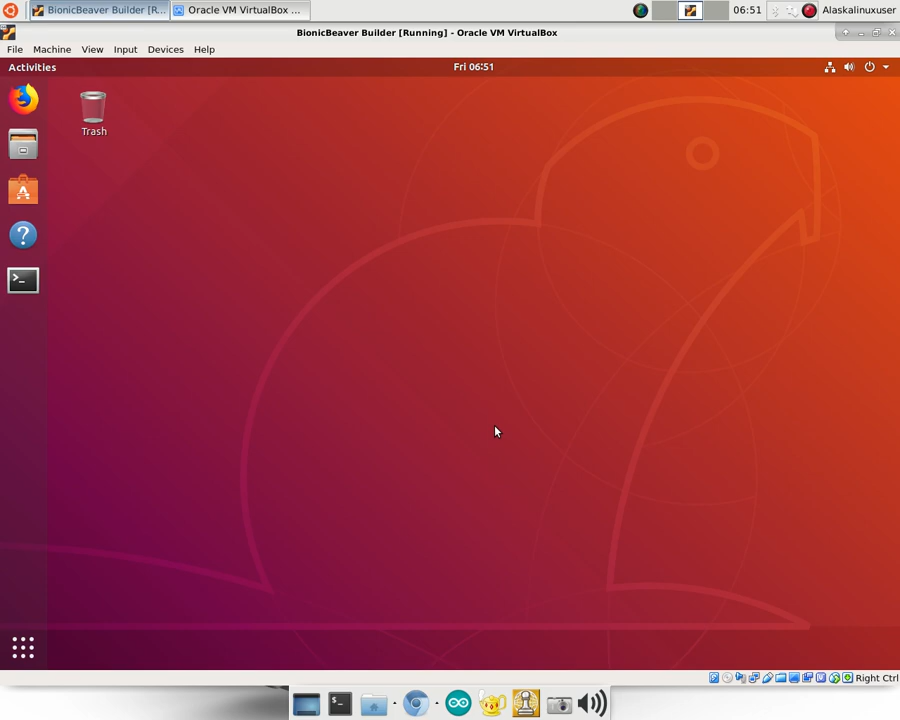 BionicBeaver Builder [R...
Oracle VM VirtualBox ...
06:51
Alaskalinuxuser
BionicBeaver Builder [Running] - Oracle VM VirtualBox
File Machine View Input Devices Help
Activities
Fri 06:51
Trash
Right Ctrl